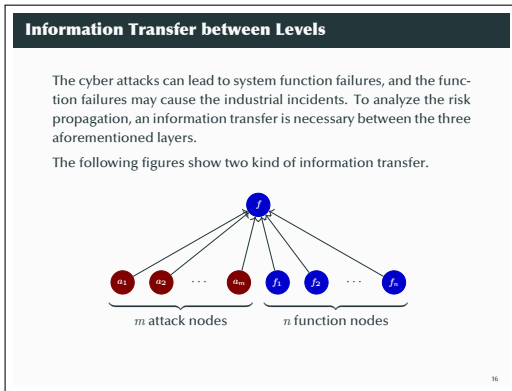 Information Transfer between Levels
The cyber attacks can lead to system function failures, and the func-
tion failures may cause the industrial incidents. To analyze the risk
propagation, an information transfer is necessary between the three
aforementioned layers.
The following figures show two kind of information transfer.
f
a1 a2 ··· am f1 f2 ··· fn
m attack nodes n function nodes
16